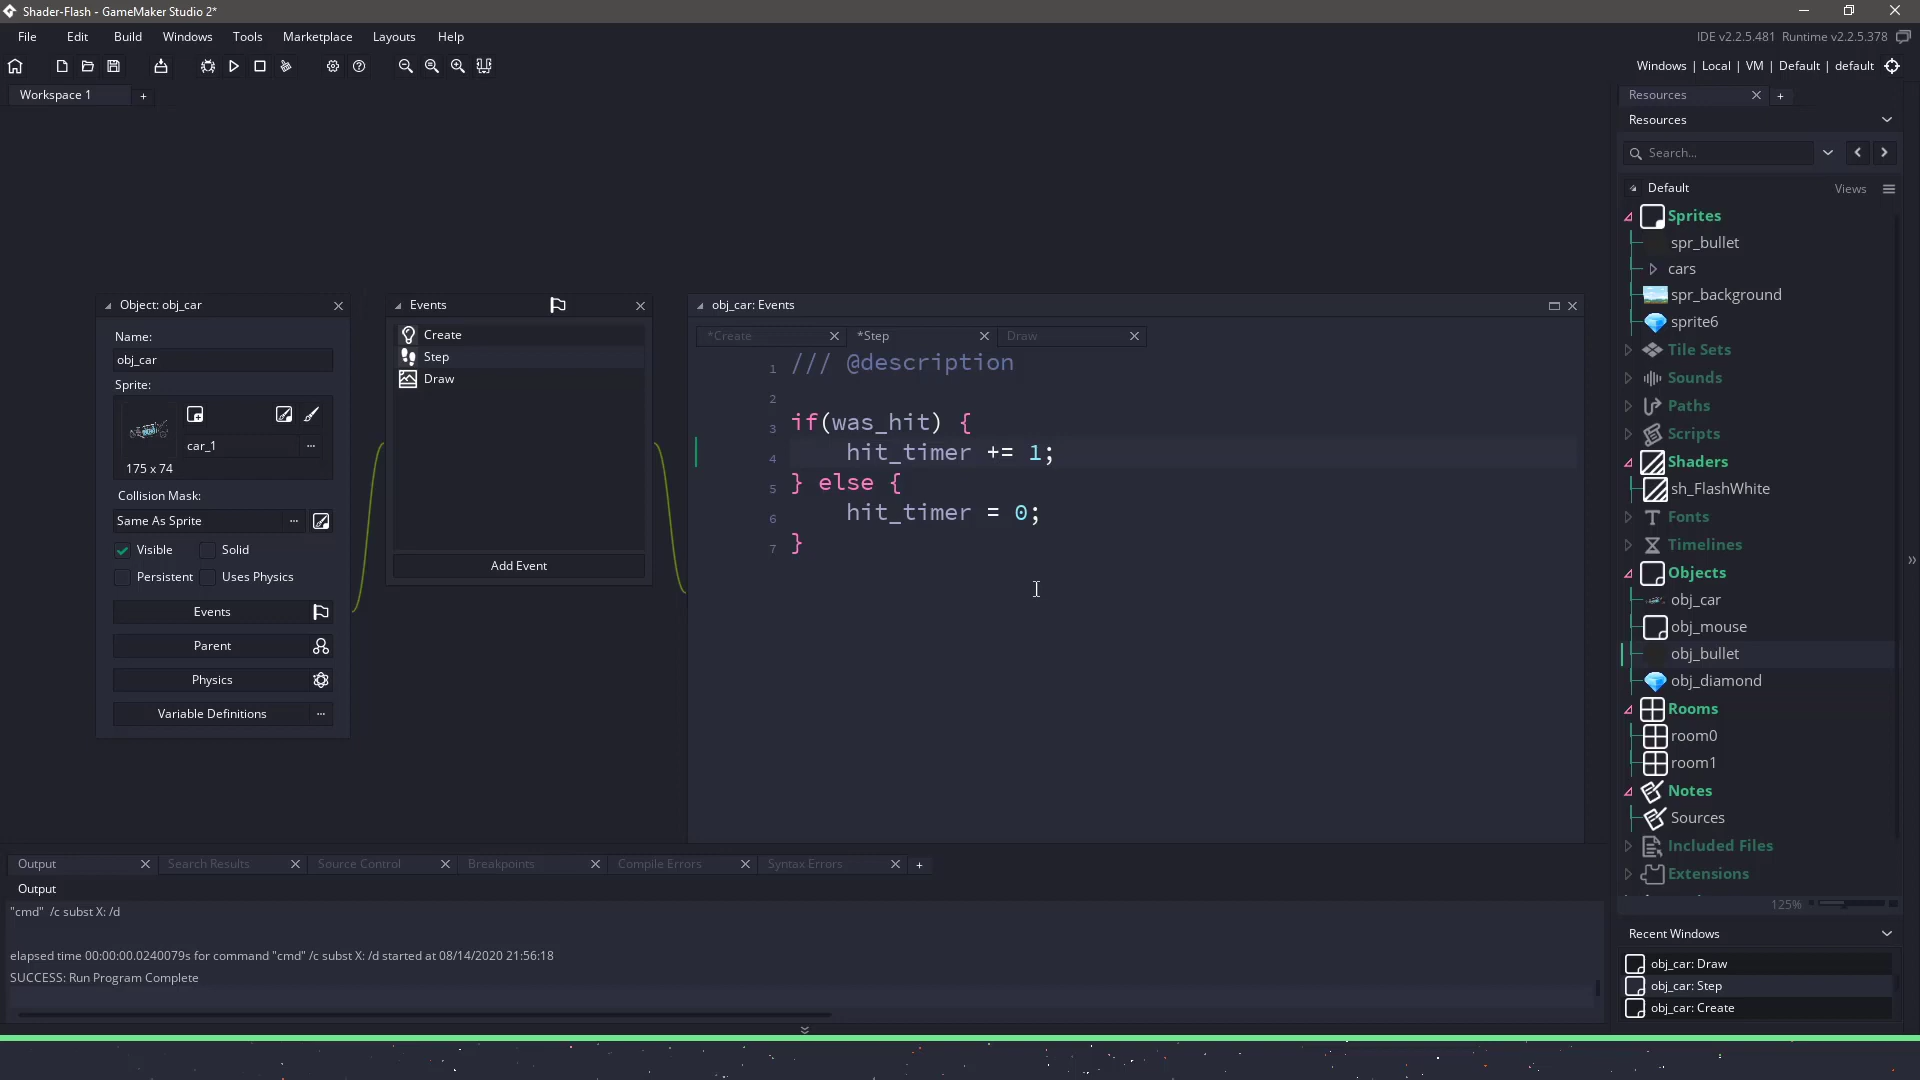 Shader-Flash - GameMaker Studio 2*
File Edit Build Windows Tools Marketplace Layouts Help
IDE v2.2.5.481 Runtime v2.2.5.378
Windows | Local | VM | Default | default
Workspace 1 +
Object: obj_car
Name:
obj_car
Sprite:
car_1
...
175 x 74
Collision Mask:
Same As Sprite
...
Visible Solid
Persistent Uses Physics
Events
Parent
Physics
Variable Definitions ...
Events
Create
Step
Draw
Add Event
obj_car: Events
*Create *Step Draw
1 /// @description
2
3 if(was_hit) {
4 hit_timer += 1;
5 } else {
6 hit_timer = 0;
7 }
Resources +
Resources
Search...
Default Views
Sprites
spr_bullet
cars
spr_background
sprite6
Tile Sets
Sounds
Paths
Scripts
Shaders
sh_FlashWhite
Fonts
Timelines
Objects
obj_car
obj_mouse
obj_bullet
obj_diamond
Rooms
room0
room1
Notes
Sources
Included Files
Extensions
125%
Recent Windows
obj_car: Draw
obj_car: Step
obj_car: Create
Output Search Results Source Control Breakpoints Compile Errors Syntax Errors +
Output
"cmd" /c subst X: /d
elapsed time 00:00:00.0240079s for command "cmd" /c subst X: /d started at 08/14/2020 21:56:18
SUCCESS: Run Program Complete